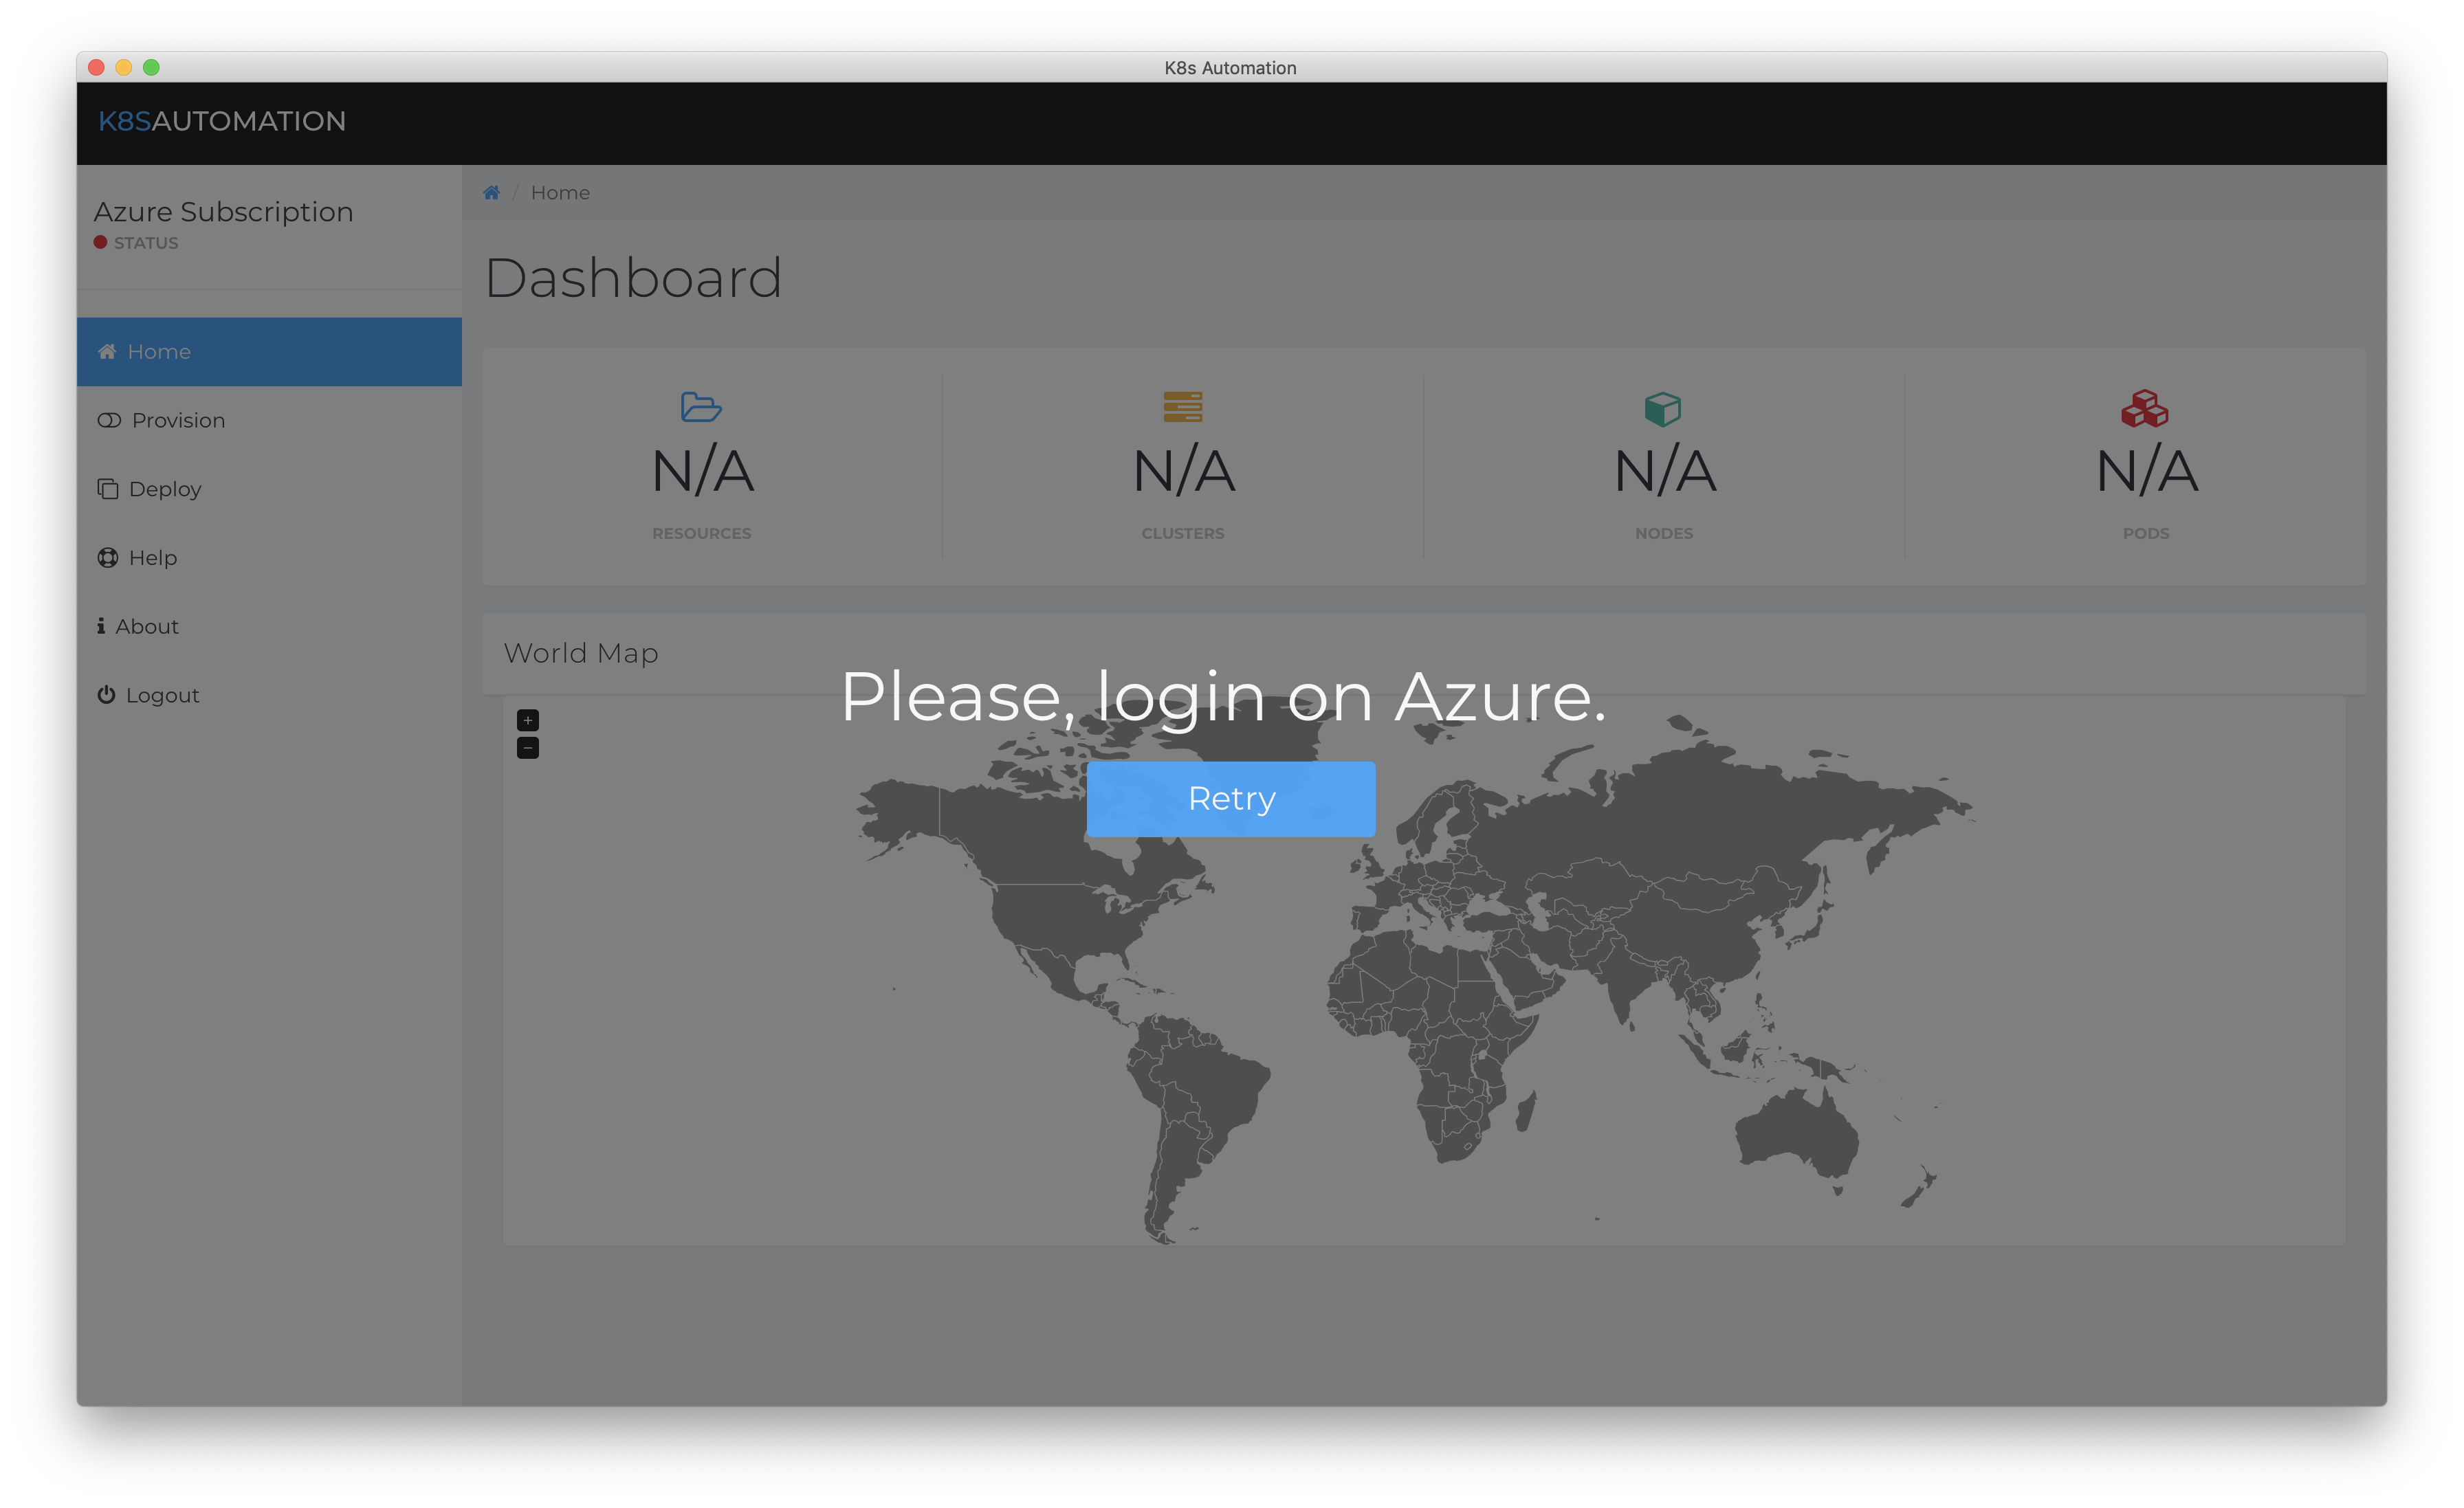 K8s Automation
K8SAUTOMATION
Azure Subscription
STATUS
Home
Provision
Deploy
Help
About
Logout
/ Home
Dashboard
N/A
RESOURCES
N/A
CLUSTERS
N/A
NODES
N/A
PODS
World Map
Please, login on Azure.
+
−
Retry